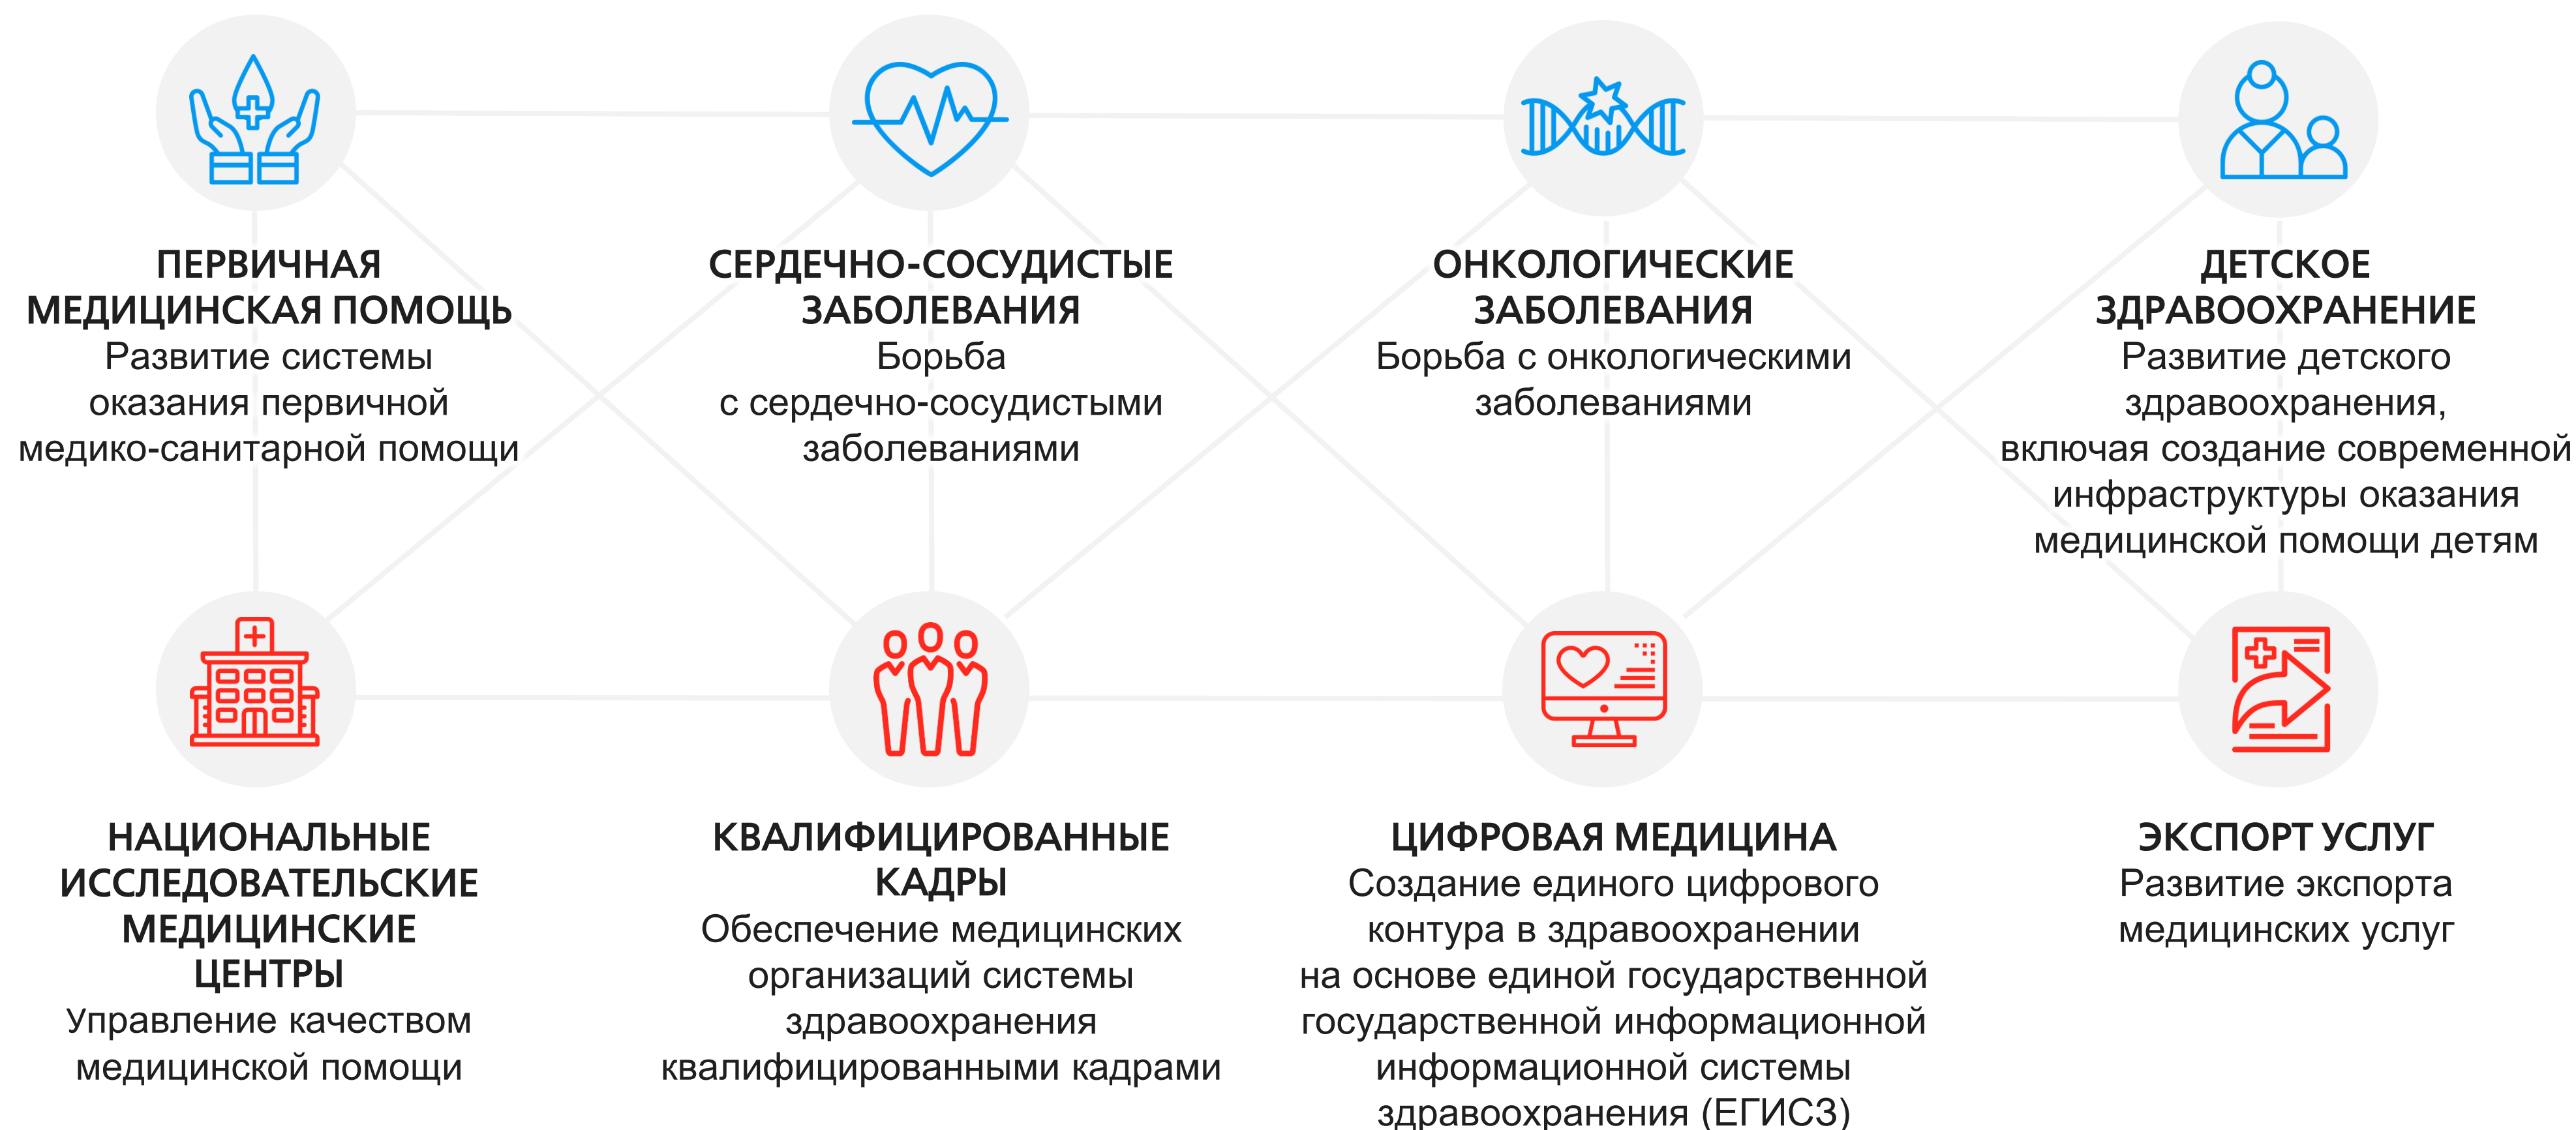 ПЕРВИЧНАЯ
МЕДИЦИНСКАЯ ПОМОЩЬ
Развитие системы
оказания первичной
медико-санитарной помощи
СЕРДЕЧНО-СОСУДИСТЫЕ
ЗАБОЛЕВАНИЯ
Борьба
с сердечно-сосудистыми
заболеваниями
ОНКОЛОГИЧЕСКИЕ
ЗАБОЛЕВАНИЯ
Борьба с онкологическими
заболеваниями
ДЕТСКОЕ
ЗДРАВООХРАНЕНИЕ
Развитие детского
здравоохранения,
включая создание современной
инфраструктуры оказания
медицинской помощи детям
НАЦИОНАЛЬНЫЕ
ИССЛЕДОВАТЕЛЬСКИЕ
МЕДИЦИНСКИЕ
ЦЕНТРЫ
Управление качеством
медицинской помощи
КВАЛИФИЦИРОВАННЫЕ
КАДРЫ
Обеспечение медицинских
организаций системы
здравоохранения
квалифицированными кадрами
ЦИФРОВАЯ МЕДИЦИНА
Создание единого цифрового
контура в здравоохранении
на основе единой государственной
государственной информационной
информационной системы
здравоохранения (ЕГИСЗ)
ЭКСПОРТ УСЛУГ
Развитие экспорта
медицинских услуг